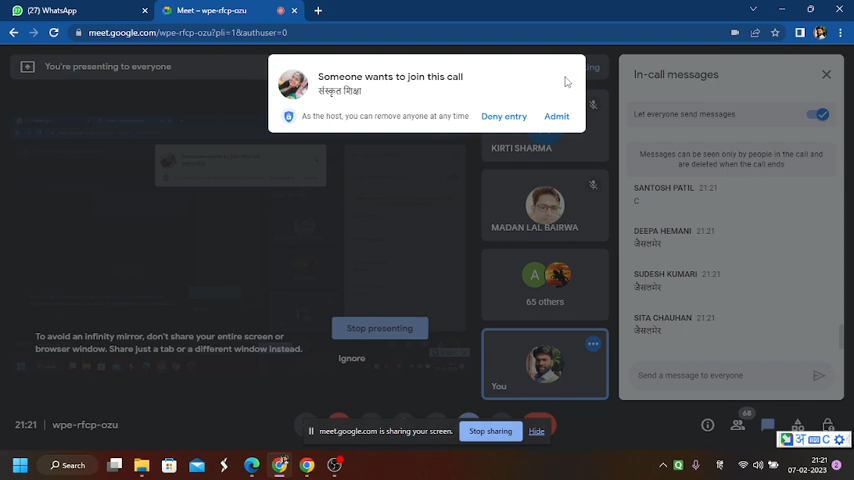 (27) WhatsApp
Meet – wpe-rfcp-ozu
meet.google.com/wpe-rfcp-ozu?pli=1&authuser=0
You're presenting to everyone
Someone wants to join this call
संस्कृत शिक्षा
As the host, you can remove anyone at any time
Deny entry
Admit
KIRTI SHARMA
MADAN LAL BAIRWA
A
65 others
You
To avoid an infinity mirror, don't share your entire screen or
browser window. Share just a tab or a different window instead.
Stop presenting
Ignore
In-call messages
Let everyone send messages
Messages can be seen only by people in the call and
are deleted when the call ends
SANTOSH PATIL 21:21
C
DEEPA HEMANI 21:21
जैसलमेर
SUDESH KUMARI 21:21
जैसलमेर
SITA CHAUHAN 21:21
जैसलमेर
Send a message to everyone
21:21 wpe-rfcp-ozu
meet.google.com is sharing your screen.
Stop sharing
Hide
68
अ
Search
21:21
07-02-2023
2